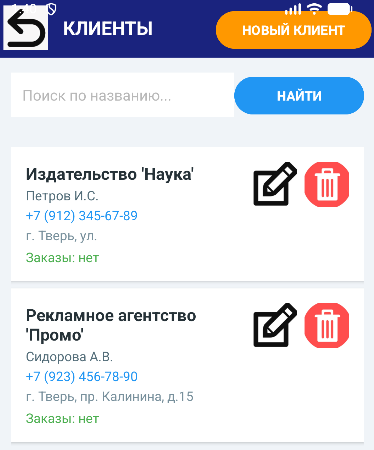 КЛИЕНТЫ
НОВЫЙ КЛИЕНТ
Поиск по названию...
НАЙТИ
Издательство 'Наука'
Петров И.С.
+7 (912) 345-67-89
г. Тверь, ул.
Заказы: нет
Рекламное агентство
'Промо'
Сидорова А.В.
+7 (923) 456-78-90
г. Тверь, пр. Калинина, д.15
Заказы: нет